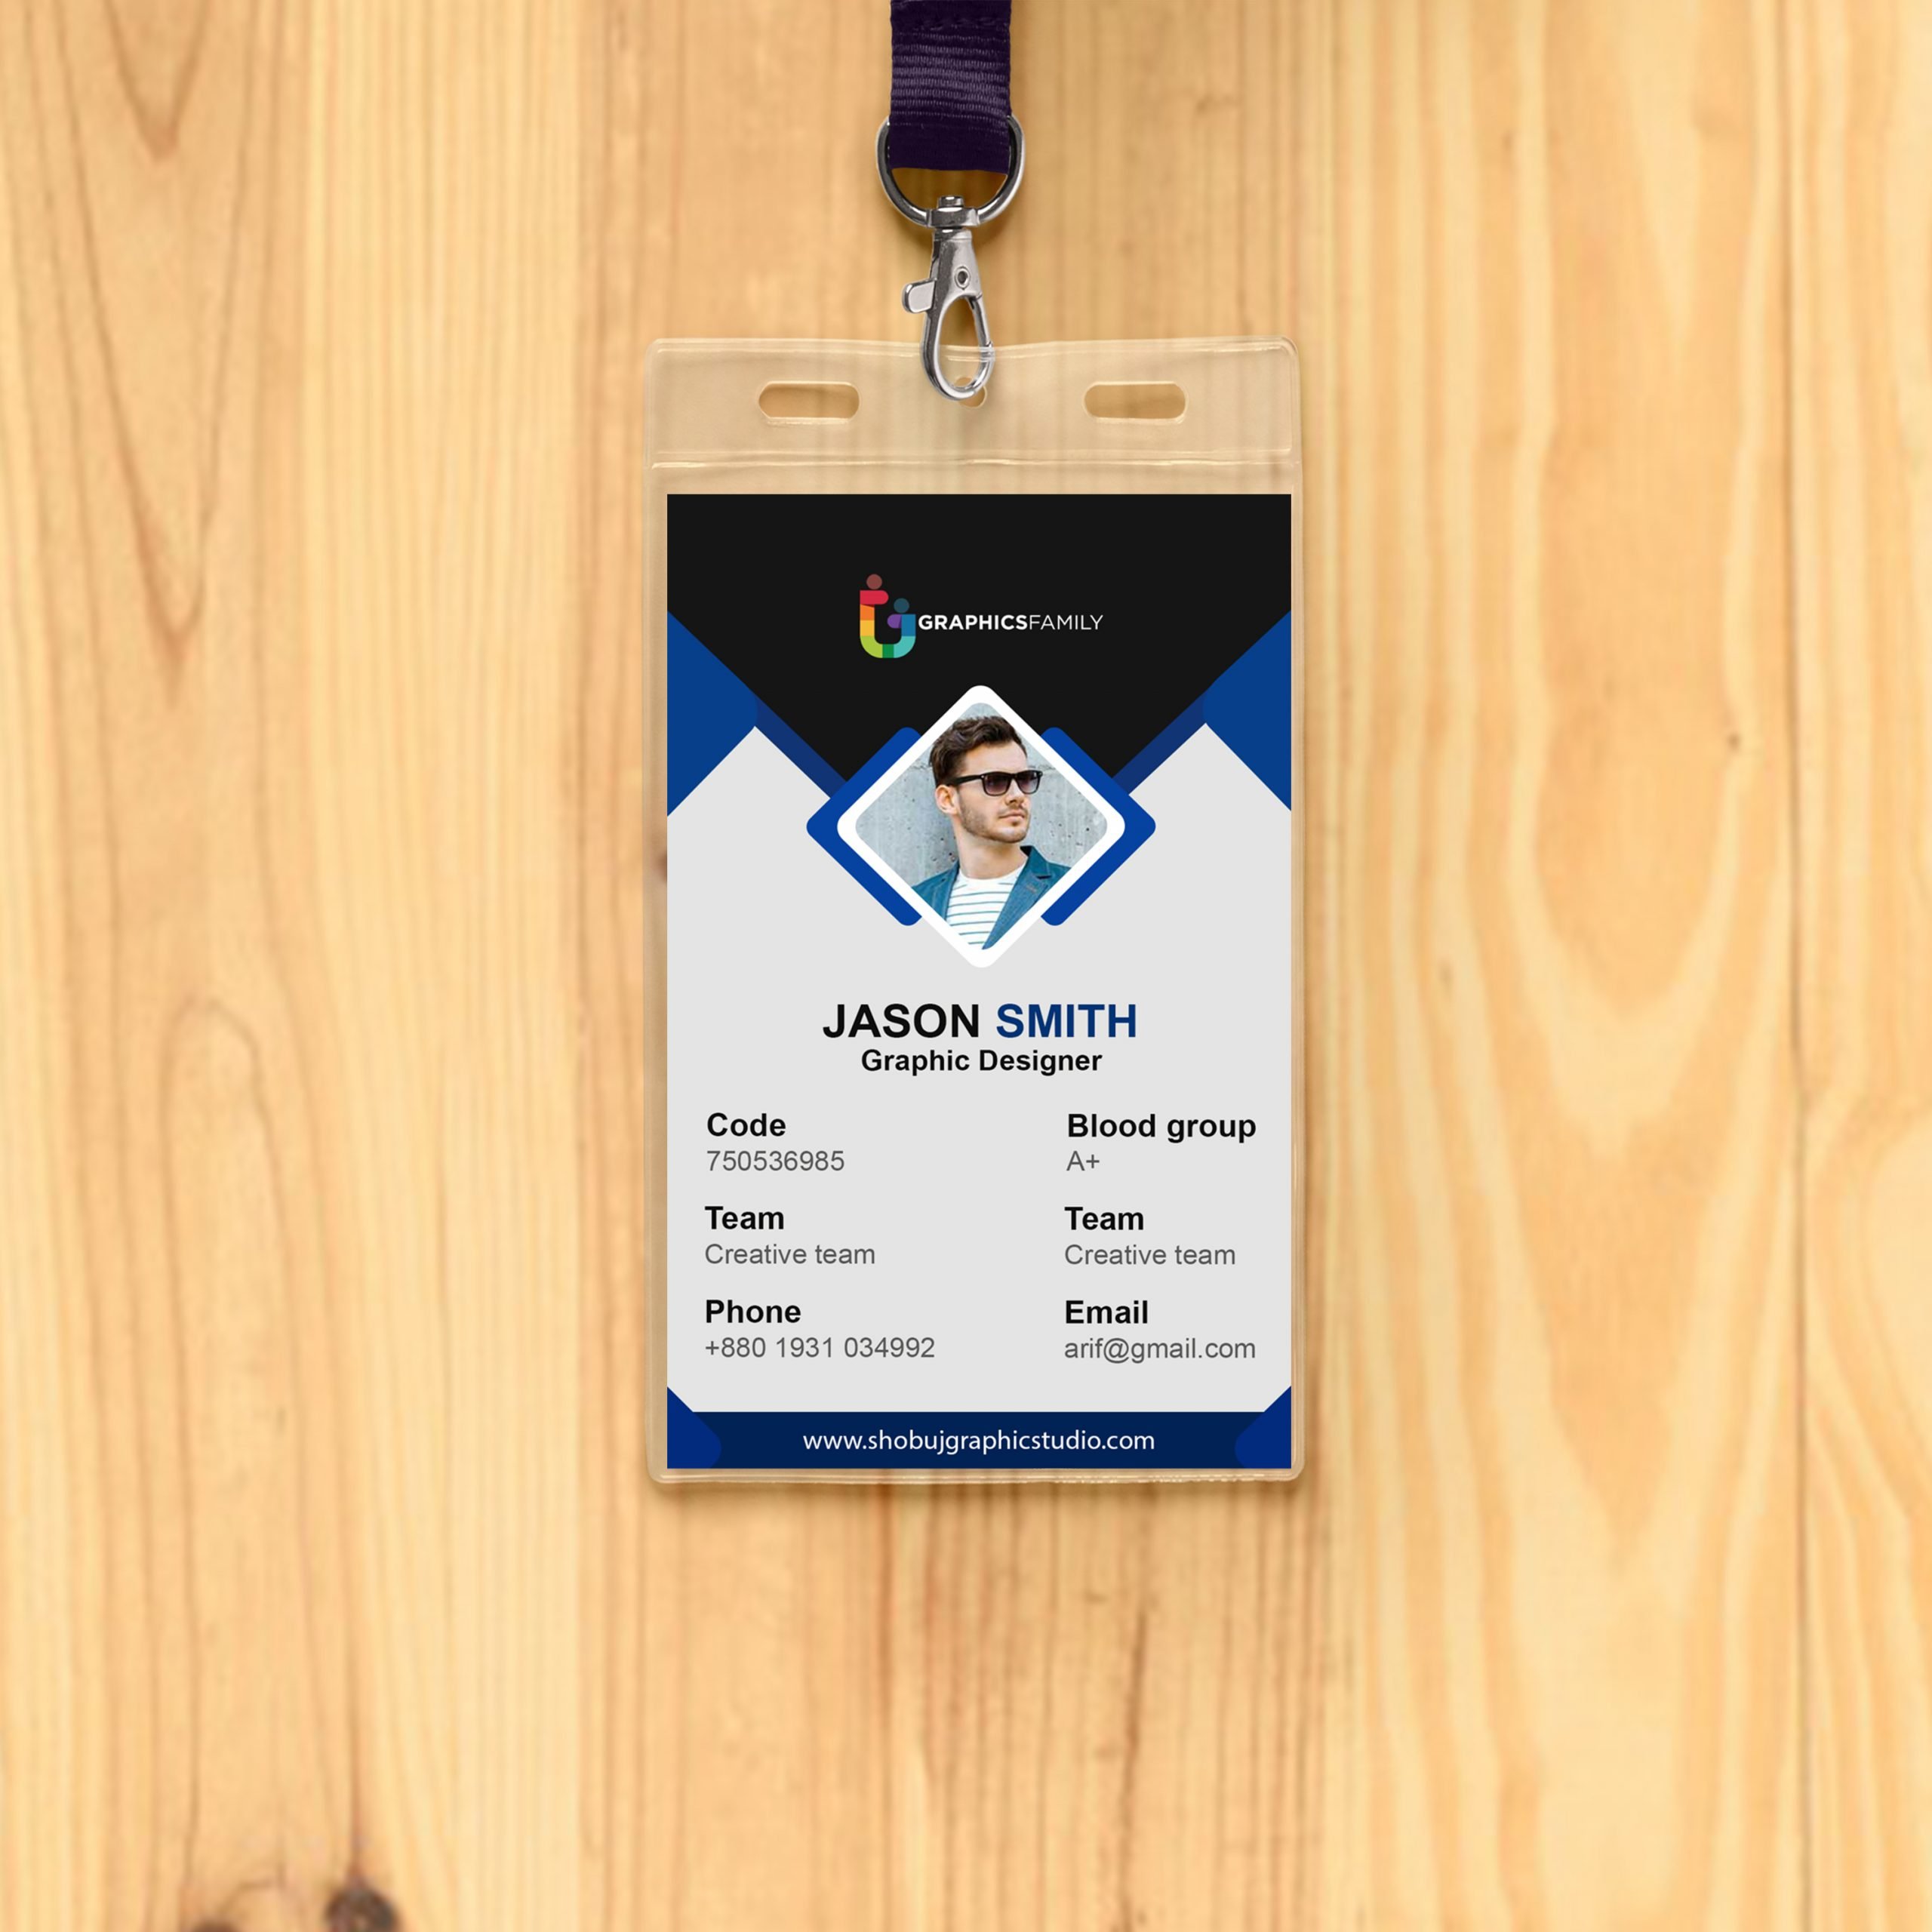 GRAPHICSFAMILY
JASON SMITH
Graphic Designer
Code
750536985
Blood group
A+
Team
Creative team
Team
Creative team
Phone
+880 1931 034992
Email
arif@gmail.com
www.shobujgraphicstudio.com